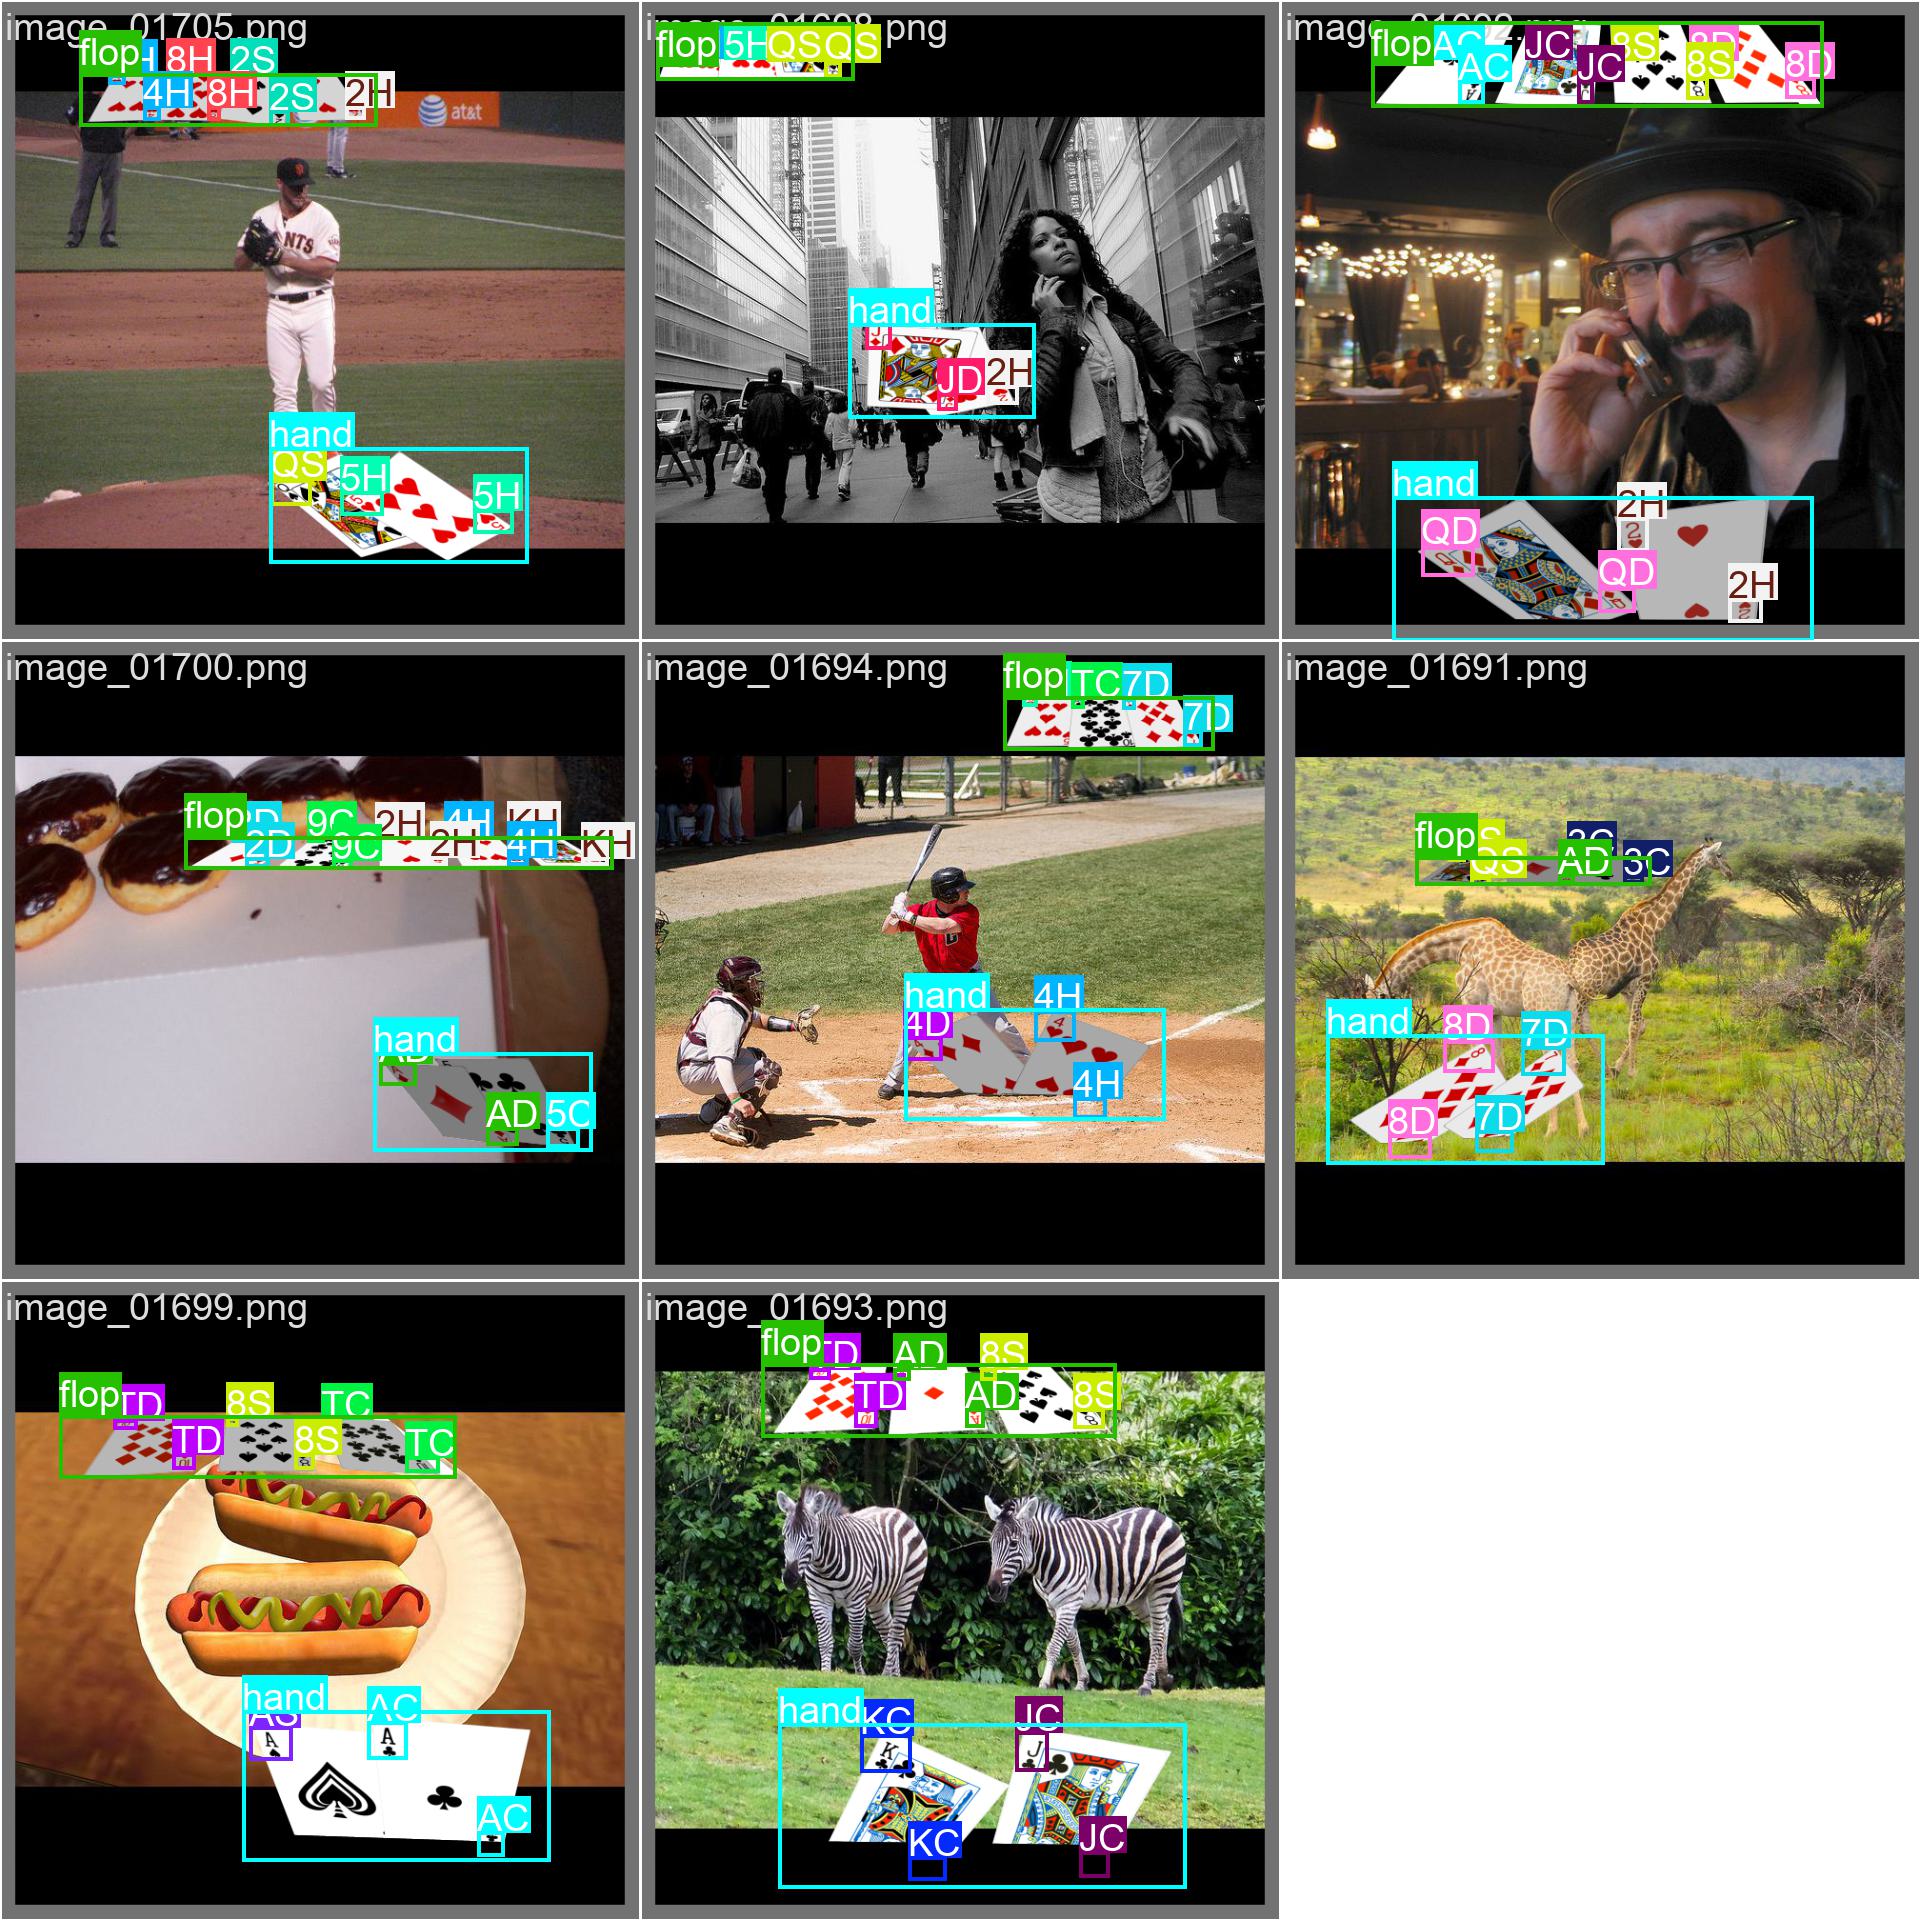 image_01705.png
flop
8H
2S
4H
8H
2S
2H
at&t
NTS
hand
QS
5H
5H
flop
5H
QS
QS
hand
JD
2H
flop
AC
JC
8S
8D
AC
JC
8S
8D
hand
2H
QD
QD
2H
image_01700.png
flop
9C
2H
4H
KH
2D
9C
2H
4H
KH
hand
AD
AD
5C
image_01694.png
flop
TC
7D
7D
hand
4H
4D
4H
image_01691.png
flop
3C
QS
AD
3C
hand
8D
7D
8D
7D
image_01699.png
flop
TD
8S
TC
TD
8S
TC
hand
AS
AC
A
A
AC
image_01693.png
flop
TD
AD
8S
TD
AD
8S
hand
KC
JC
K
J
KC
JC